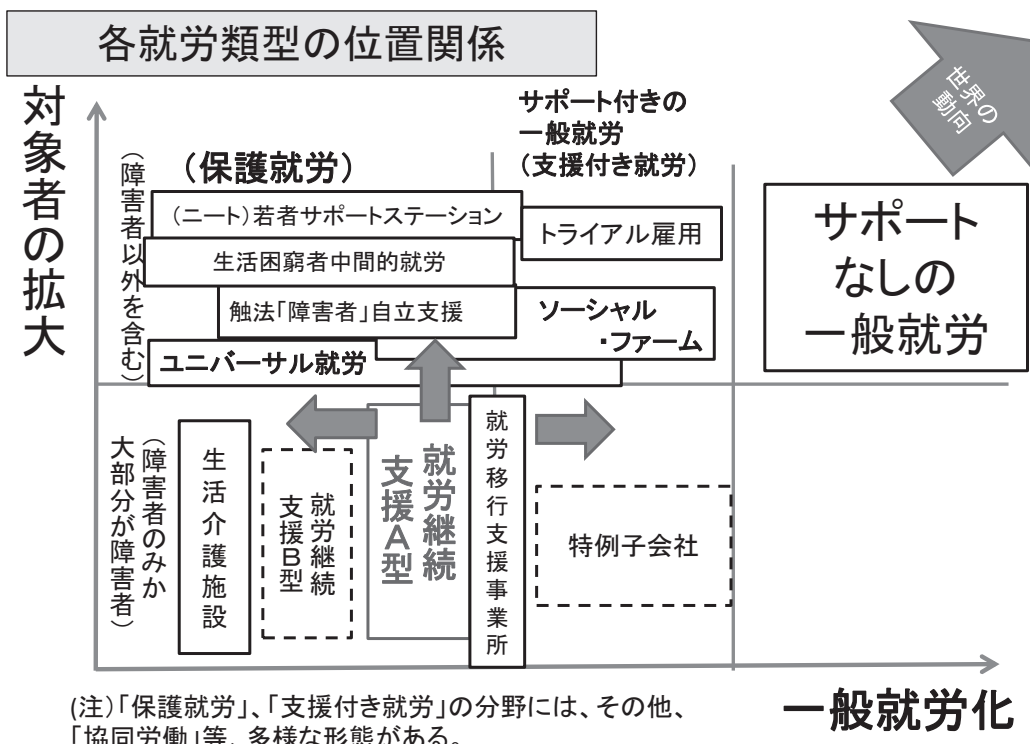 各就労類型の位置関係
世界の
動向
対象者の拡大
(障害者以外を含む)
(保護就労)
サポート付きの
一般就労
(支援付き就労)
(ニート)若者サポートステーション
トライアル雇用
生活困窮者中間的就労
触法「障害者」自立支援
ソーシャル
・ファーム
ユニバーサル就労
サポート
なしの
一般就労
(障害者のみか
大部分が障害者)
生活介護施設
就労継続
支援B型
就労継続
支援A型
就労移行支援事業所
特例子会社
一般就労化
(注)「保護就労」、「支援付き就労」の分野には、その他、
「協同労働」等、多様な形態がある。